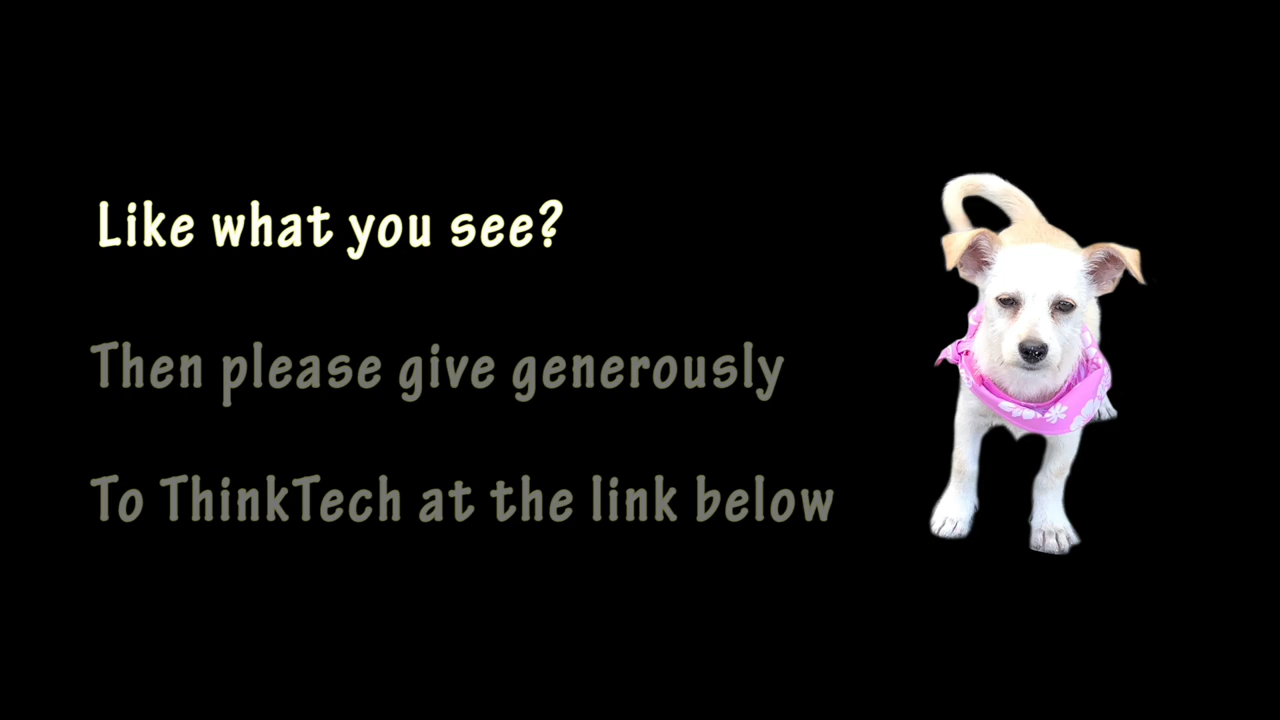 Like what you see?
Then please give generously
To ThinkTech at the link below